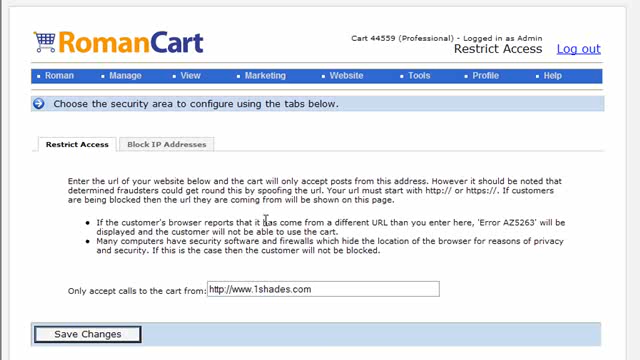 RomanCart
Cart 44559 (Professional) - Logged in as Admin
Restrict Access
Log out
Roman
Manage
View
Marketing
Website
Tools
Profile
Help
Choose the security area to configure using the tabs below.
Restrict Access
Block IP Addresses
Enter the url of your website below and the cart will only accept posts from this address. However it should be noted that
determined fraudsters could get round this by spoofing the url. Your url must start with http:// or https://. If customers
are being blocked then the url they are coming from will be shown on this page.
If the customer's browser reports that it has come from a different URL than you enter here, 'Error AZ5263' will be
displayed and the customer will not be able to use the cart.
Many computers have security software and firewalls which hide the location of the browser for reasons of privacy
and security. If this is the case then the customer will not be blocked.
Only accept calls to the cart from: http://www.1shades.com
Save Changes